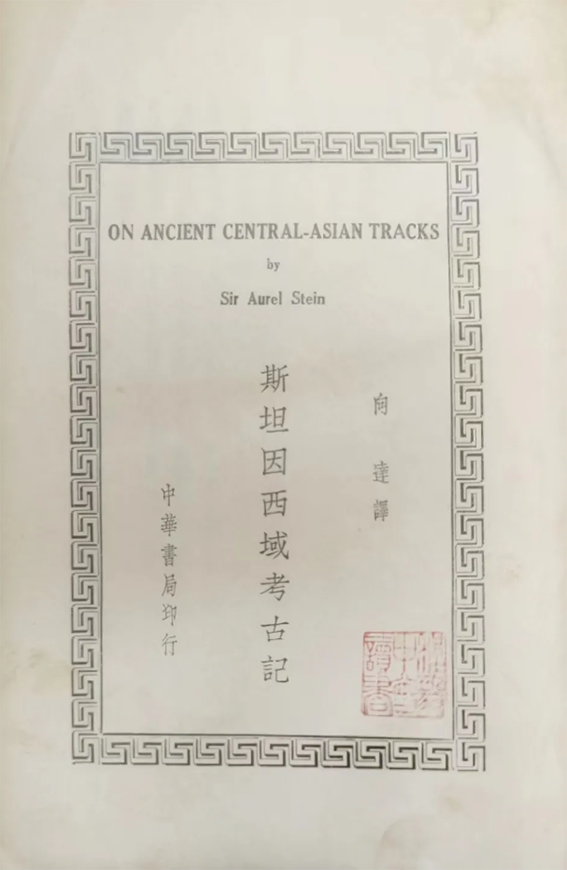 ON ANCIENT CENTRAL-ASIAN TRACKS
by
Sir Aurel Stein
向達譯
斯坦因西域考古記
中華書局印行